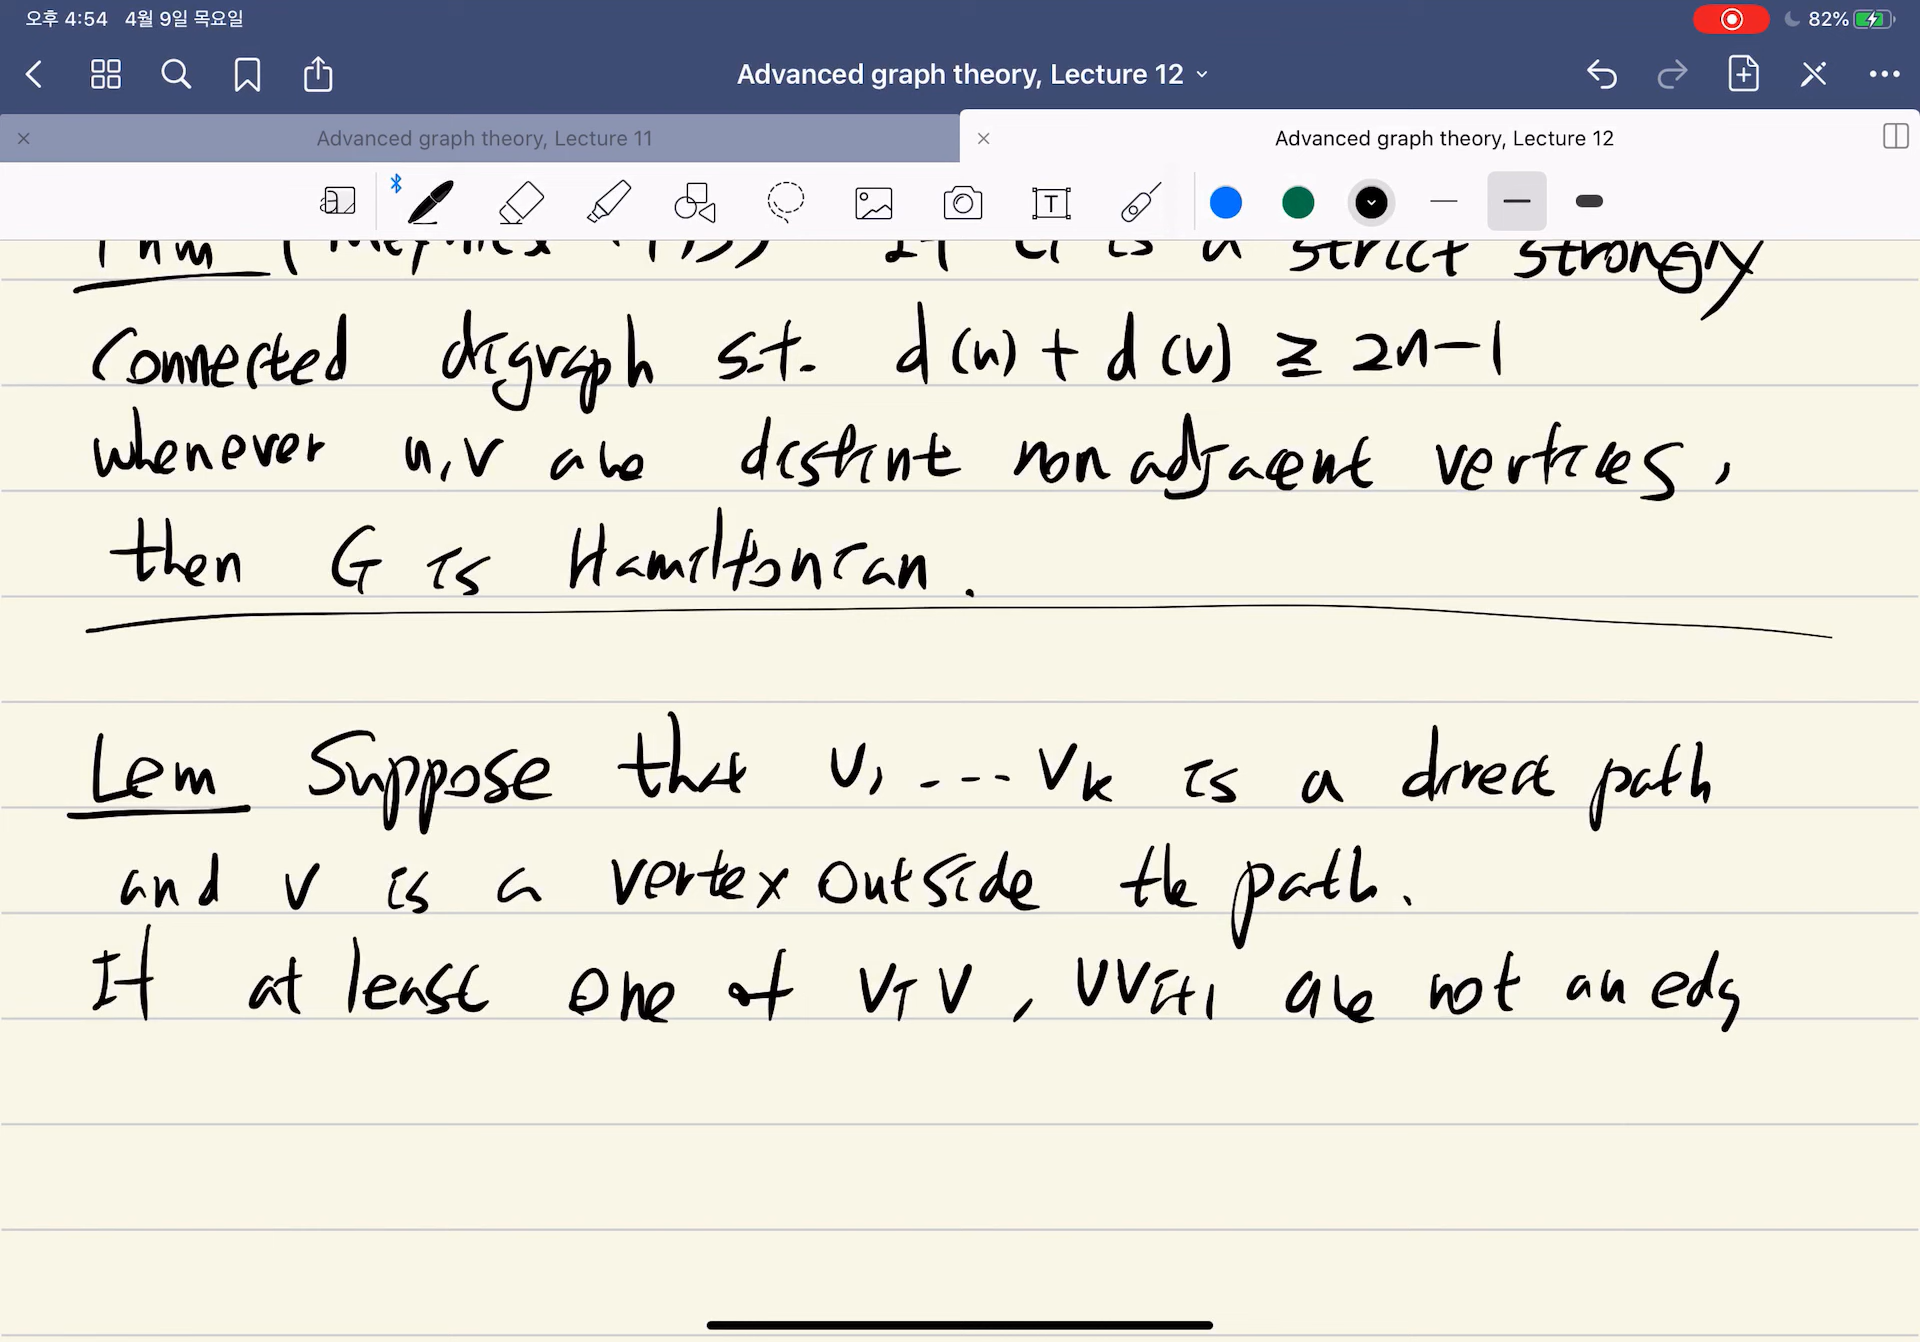 오후 4:54 4월 9일 목요일
82%
Advanced graph theory, Lecture 12
Advanced graph theory, Lecture 11
Advanced graph theory, Lecture 12
Thm If G is a strict strongly
Connected digraph s.t. d(u) + d(v) ≥ 2n-1
whenever u,v are distint nonadjacent vertices,
then G is Hamiltonian.
Lem Suppose that v1 ---- vk is a direct path
and v is a vertex outside the path.
If at least one of viv, vvi+1 are not an edg